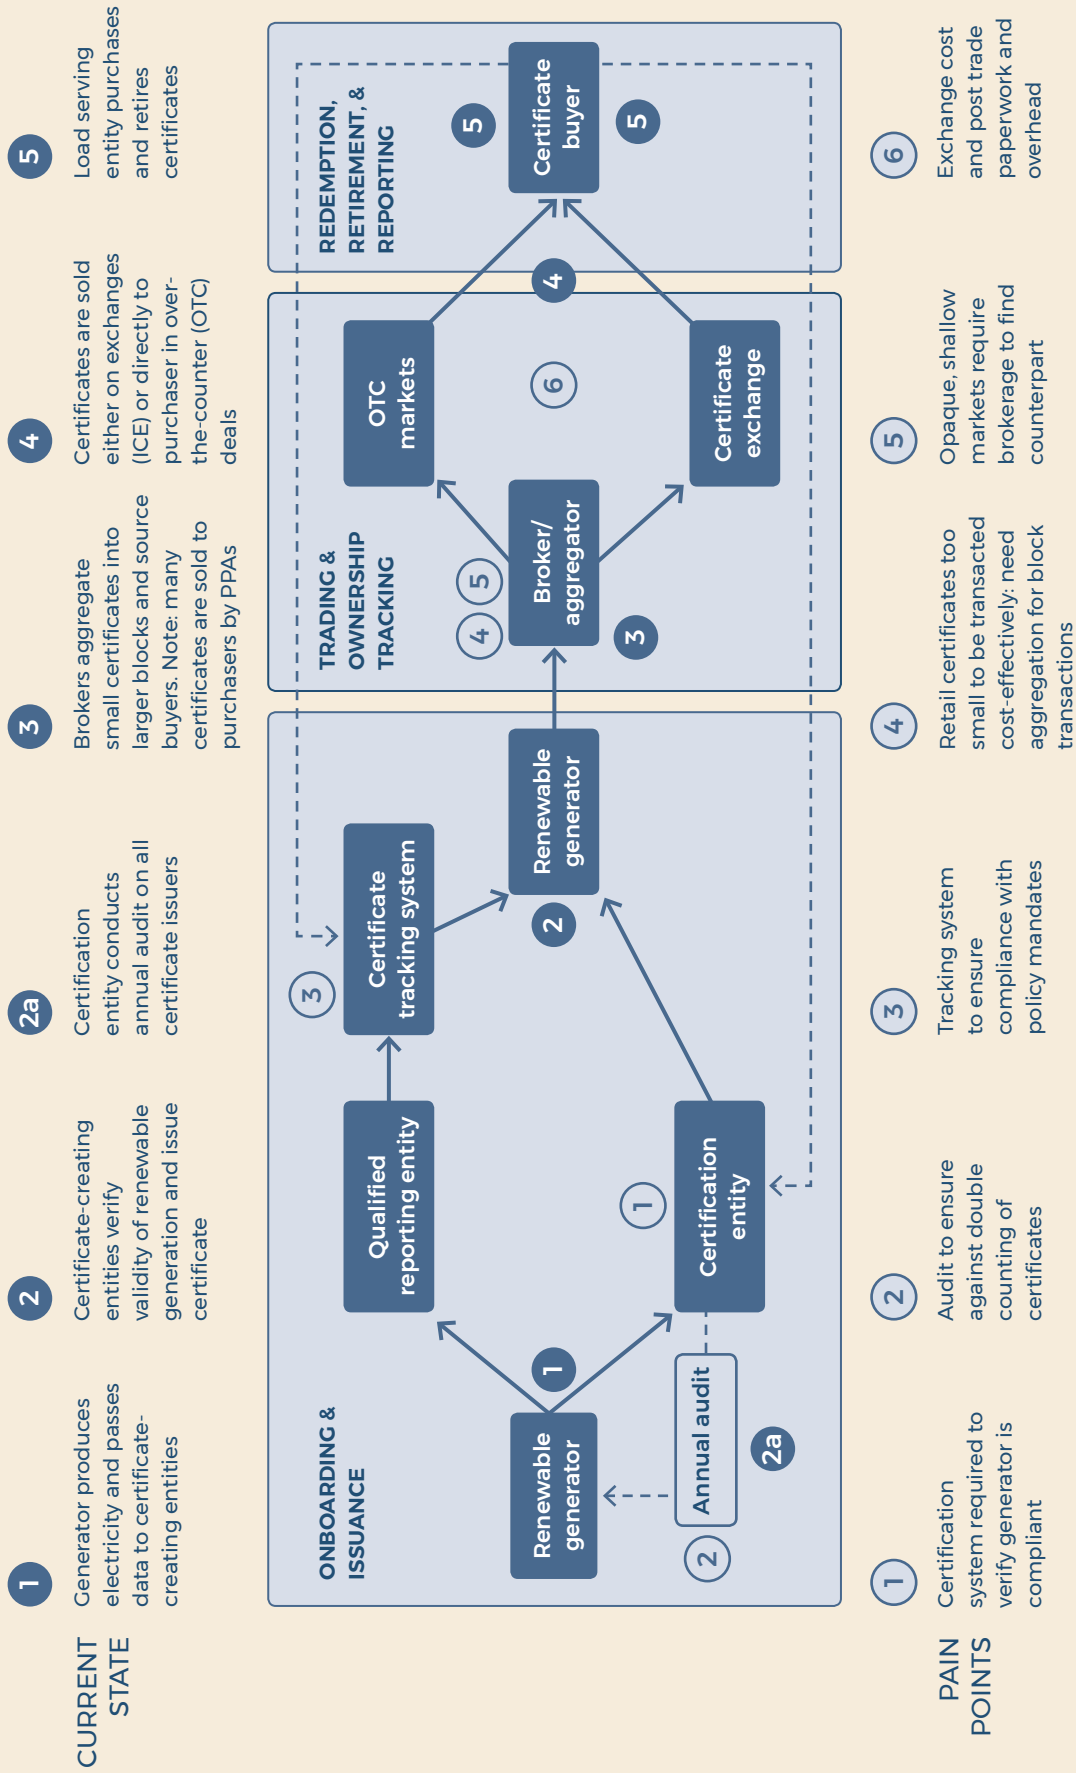 CURRENT
STATE
1
Generator produces
electricity and passes
data to certificate-
creating entities
2
Certificate-creating
entities verify
validity of renewable
generation and issue
certificate
2a
Certification
entity conducts
annual audit on all
certificate issuers
3
Brokers aggregate
small certificates into
larger blocks and source
buyers. Note: many
certificates are sold to
purchasers by PPAs
4
Certificates are sold
either on exchanges
(ICE) or directly to
purchaser in over-
the-counter (OTC)
deals
5
Load serving
entity purchases
and retires
certificates
ONBOARDING &
ISSUANCE
Renewable
generator
1
Qualified
reporting entity
3
Certificate
tracking system
1
Certification
entity
2
Annual audit
2a
2
Renewable
generator
TRADING &
OWNERSHIP
TRACKING
4
5
Broker/
aggregator
3
OTC
markets
6
Certificate
exchange
4
REDEMPTION,
RETIREMENT, &
REPORTING
5
Certificate
buyer
5
PAIN
POINTS
1
Certification
system required to
verify generator is
compliant
2
Audit to ensure
against double
counting of
certificates
3
Tracking system
to ensure
compliance with
policy mandates
4
Retail certificates too
small to be transacted
cost-effectively: need
aggregation for block
transactions
5
Opaque, shallow
markets require
brokerage to find
counterpart
6
Exchange cost
and post trade
paperwork and
overhead